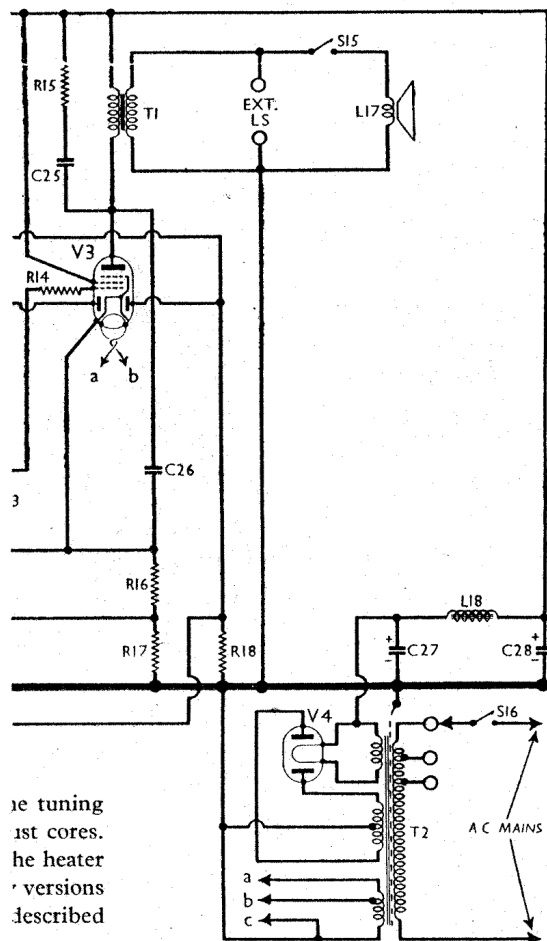 S15
R15
T1
EXT.
LS
L17
C25
V3
R14
a b
C26
3
R16
L18
R17
R18
C27
C28
+
-
+
-
V4
S16
T2
A C MAINS
a
b
c
ne tuning
ust cores.
he heater
versions
described